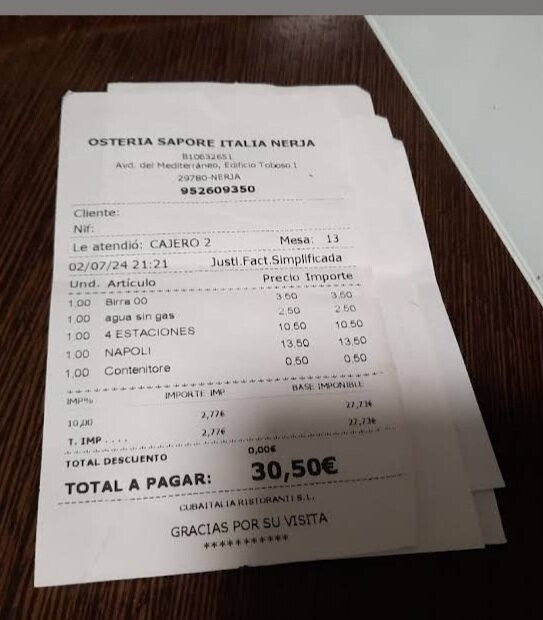 OSTERIA SAPORE ITALIA NERJA
B10632651
Avd. del Mediterráneo, Edificio Toboso 1
29780-NERJA
952609350
Cliente:
Nif:
Le atendió: CAJERO 2 Mesa: 13
02/07/24 21:21 Justi.Fact.Simplificada
Und. Artículo Precio Importe
1,00 Birra 00 3,50 3,50
1,00 agua sin gas 2,50 2,50
1,00 4 ESTACIONES 10,50 10,50
1,00 NAPOLI 13,50 13,50
1,00 Contenitore 0,50 0,50
IMP% IMPORTE IMP BASE IMPONIBLE
10,00 2,77€ 27,73€
T. IMP .... 2,77€ 27,73€
TOTAL DESCUENTO 0,00€
TOTAL A PAGAR: 30,50€
CUBAITALIA RISTORANTI S.L.
GRACIAS POR SU VISITA
***********